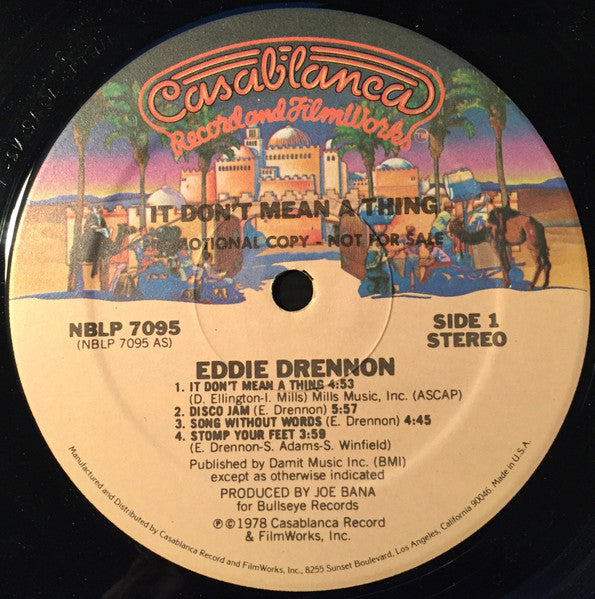 Casablanca
Record and FilmWorks TM
IT DON'T MEAN A THING
PROMOTIONAL COPY - NOT FOR SALE
NBLP 7095
(NBLP 7095 AS)
SIDE 1
STEREO
EDDIE DRENNON
1. IT DON'T MEAN A THING 4:53
(D. Ellington-I. Mills) Mills Music, Inc. (ASCAP)
2. DISCO JAM (E. Drennon) 5:57
3. SONG WITHOUT WORDS (E. Drennon) 4:45
4. STOMP YOUR FEET 3:59
(E. Drennon-S. Adams-S. Winfield)
Published by Damit Music Inc. (BMI)
except as otherwise indicated
PRODUCED BY JOE BANA
for Bullseye Records
℗©1978 Casablanca Record
& FilmWorks, Inc.
Manufactured and Distributed by Casablanca Record and FilmWorks, Inc., 8255 Sunset Boulevard, Los Angeles, California 90046. Made in U.S.A.